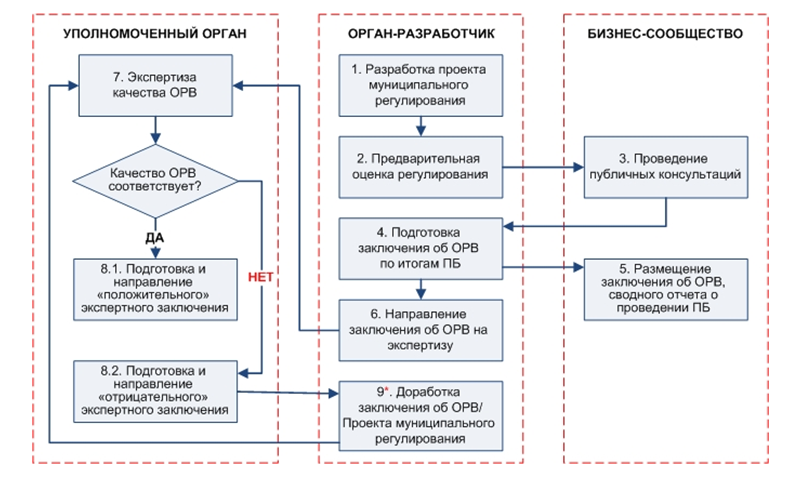 УПОЛНОМОЧЕННЫЙ ОРГАН
7. Экспертиза
качества ОРВ
Качество ОРВ
соответствует?
ДА
НЕТ
8.1. Подготовка и
направление
«положительного»
экспертного заключения
8.2. Подготовка и
направление
«отрицательного»
экспертного заключения
ОРГАН-РАЗРАБОТЧИК
1. Разработка проекта
муниципального
регулирования
2. Предварительная
оценка регулирования
4. Подготовка
заключения об ОРВ
по итогам ПБ
6. Направление
заключения об ОРВ на
экспертизу
9*. Доработка
заключения об ОРВ/
Проекта муниципального
регулирования
БИЗНЕС-СООБЩЕСТВО
3. Проведение
публичных консультаций
5. Размещение
заключения об ОРВ,
сводного отчета о
проведении ПБ